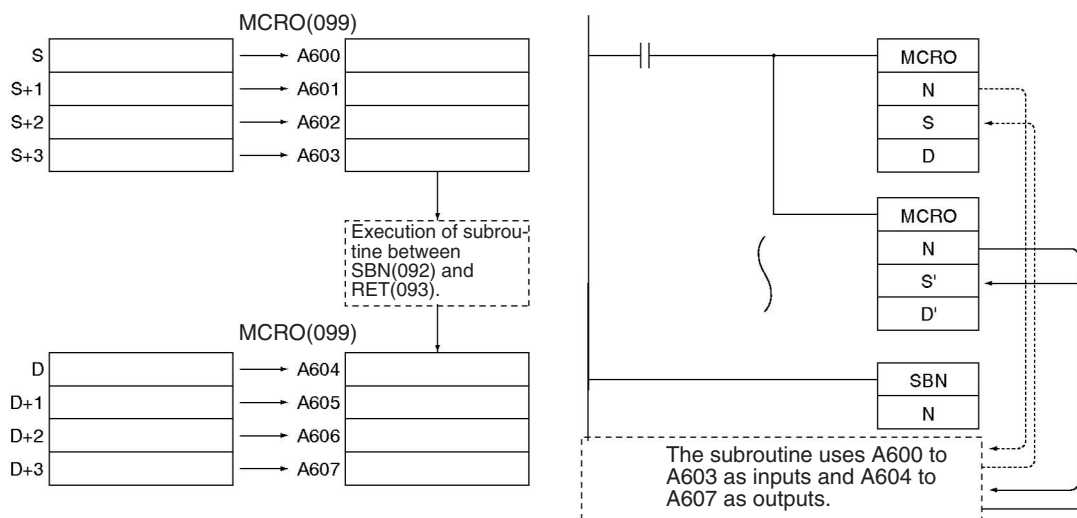 MCRO(099)
S
A600
S+1
A601
S+2
A602
S+3
A603
Execution of subrou-
tine between
SBN(092) and
RET(093).
MCRO(099)
D
A604
D+1
A605
D+2
A606
D+3
A607
MCRO
N
S
D
MCRO
N
S'
D'
SBN
N
The subroutine uses A600 to
A603 as inputs and A604 to
A607 as outputs.